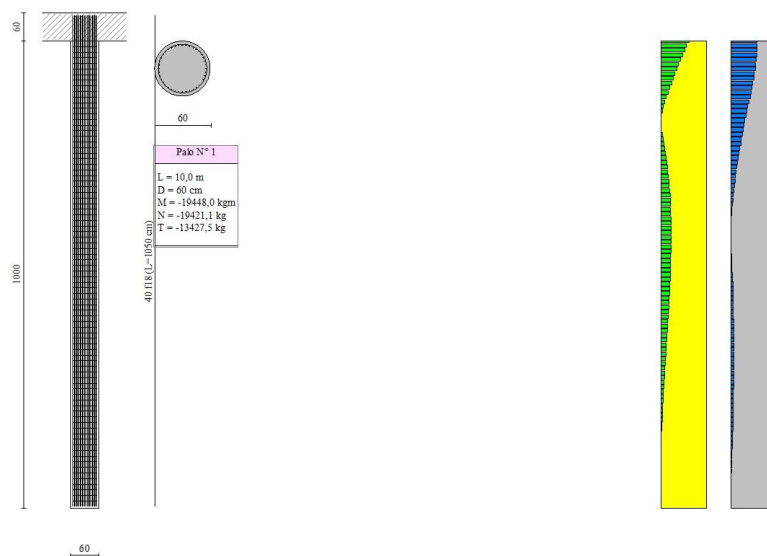 60
1000
60
60
Palo N° 1
L = 10,0 m
D = 60 cm
M = -19448,0 kgm
N = -19421,1 kg
T = -13427,5 kg
40 f18 (L=1050 cm)